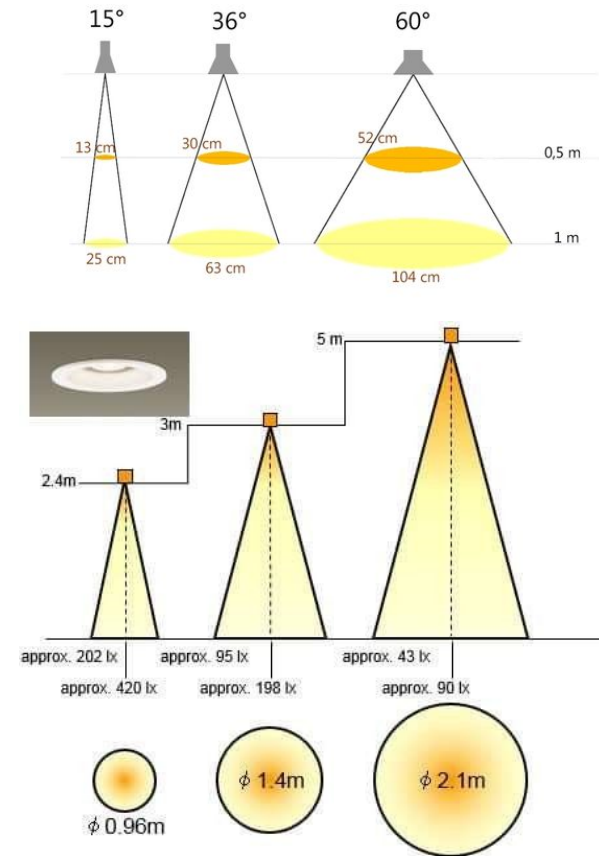 15° 36° 60°
13 cm 30 cm 52 cm 0,5 m
1 m
25 cm 63 cm 104 cm
5 m
3m
2.4m
approx. 202 lx approx. 95 lx approx. 43 lx
approx. 420 lx approx. 198 lx approx. 90 lx
ϕ 1.4m ϕ 2.1m
ϕ 0.96m